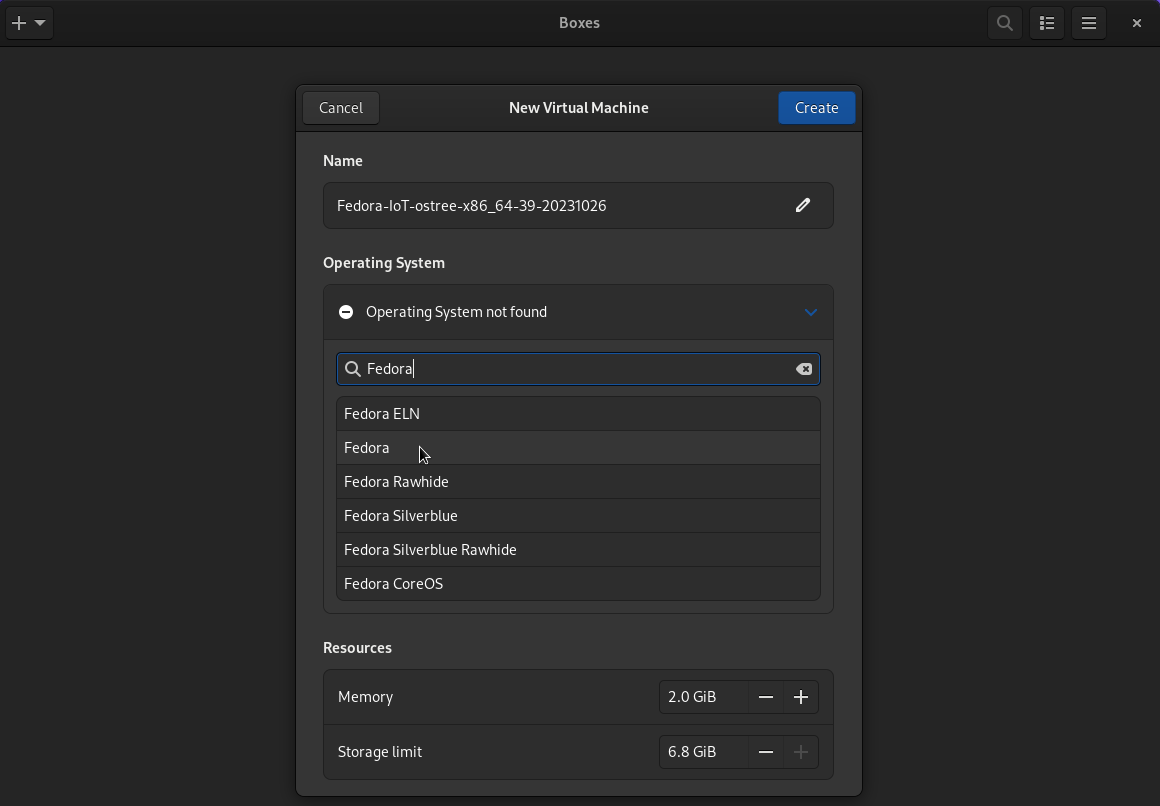 Boxes
Cancel
New Virtual Machine
Create
Name
Fedora-IoT-ostree-x86_64-39-20231026
Operating System
Operating System not found
Fedora
Fedora ELN
Fedora
Fedora Rawhide
Fedora Silverblue
Fedora Silverblue Rawhide
Fedora CoreOS
Resources
Memory
2.0 GiB
Storage limit
6.8 GiB